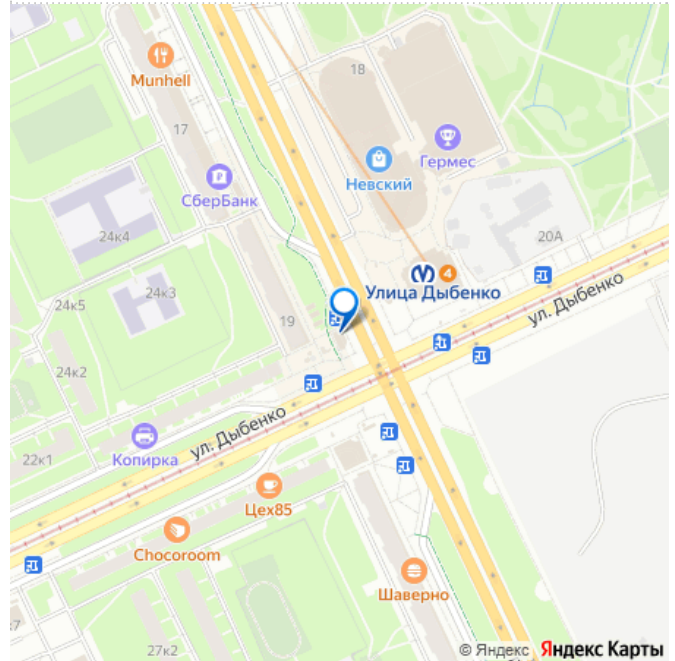 Munhell
18
17
Гермес
Невский
СберБанк
24к4
20А
4
Улица Дыбенко
24к5
24к3
ул. Дыбенко
19
24к2
ул. Дыбенко
22к1
Копирка
Цех85
Chocoroom
Шаверно
к7
27к2
© Яндекс Яндекс Карты